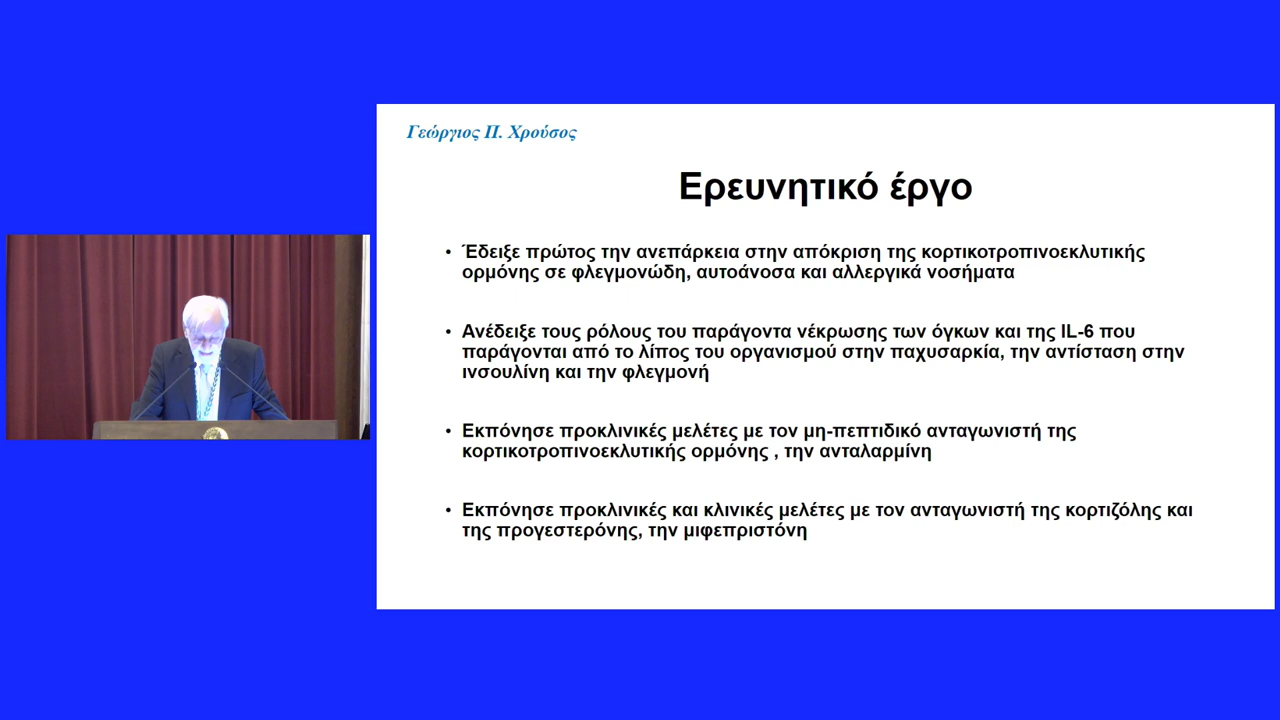 Γεώργιος Π. Χρούσος
Ερευνητικό έργο
• Έδειξε πρώτος την ανεπάρκεια στην απόκριση της κορτικοτροπινοεκλυτικής
ορμόνης σε φλεγμονώδη, αυτοάνοσα και αλλεργικά νοσήματα
• Ανέδειξε τους ρόλους του παράγοντα νέκρωσης των όγκων και της IL-6 που
παράγονται από το λίπος του οργανισμού στην παχυσαρκία, την αντίσταση στην
ινσουλίνη και την φλεγμονή
• Εκπόνησε προκλινικές μελέτες με τον μη-πεπτιδικό ανταγωνιστή της
κορτικοτροπινοεκλυτικής ορμόνης , την ανταλαρμίνη
• Εκπόνησε προκλινικές και κλινικές μελέτες με τον ανταγωνιστή της κορτιζόλης και
της προγεστερόνης, την μιφεπριστόνη